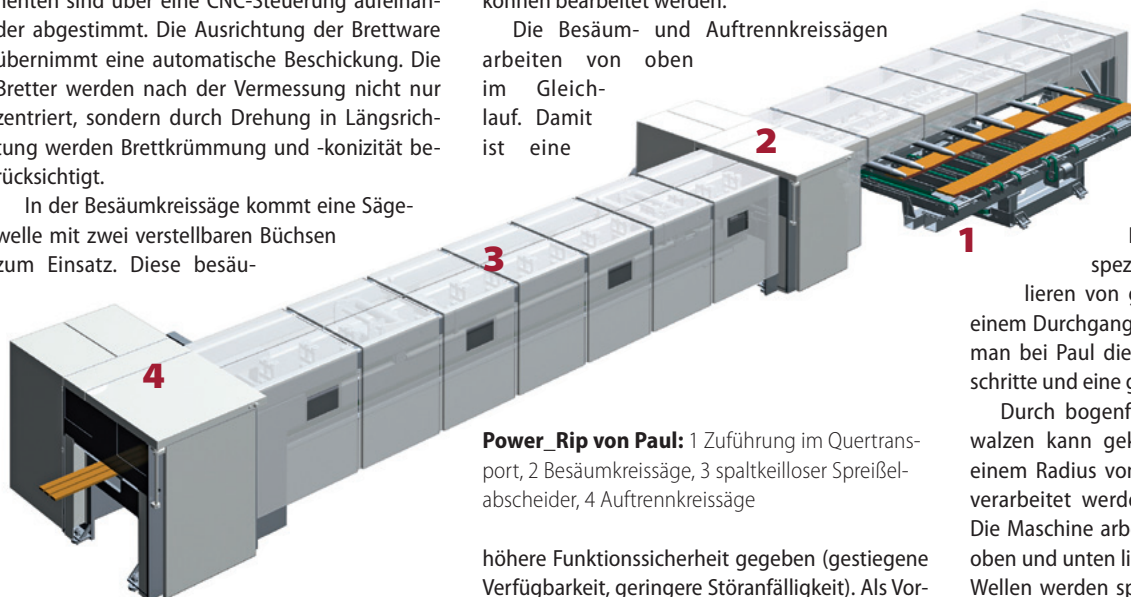 sind über eine CNC-Steuerung aufeinan-
der abgestimmt. Die Ausrichtung der Brettware
übernimmt eine automatische Beschickung. Die
Bretter werden nach der Vermessung nicht nur
zentriert, sondern durch Drehung in Längsrich-
tung werden Brettkrümmung und -konizität be-
rücksichtigt.
In der Besäumkreissäge kommt eine Säge-
welle mit zwei verstellbaren Büchsen
zum Einsatz. Diese besäu-
können bearbeitet werden.
Die Besäum- und Auftrennkreissägen
arbeiten von oben
im Gleich-
lauf. Damit
ist eine
2
1
3
4
Power_Rip von Paul: 1 Zuführung im Quertrans-
port, 2 Besäumkreissäge, 3 spaltkeilloser Spreißel-
abscheider, 4 Auftrennkreissäge
höhere Funktionssicherheit gegeben (gestiegene
Verfügbarkeit, geringere Störanfälligkeit). Als Vor-
spez
lieren von g
einem Durchgang
man bei Paul die
schritte und eine g
Durch bogenf
walzen kann gek
einem Radius vor
verarbeitet werde
Die Maschine arb
oben und unten li
Wellen werden sp